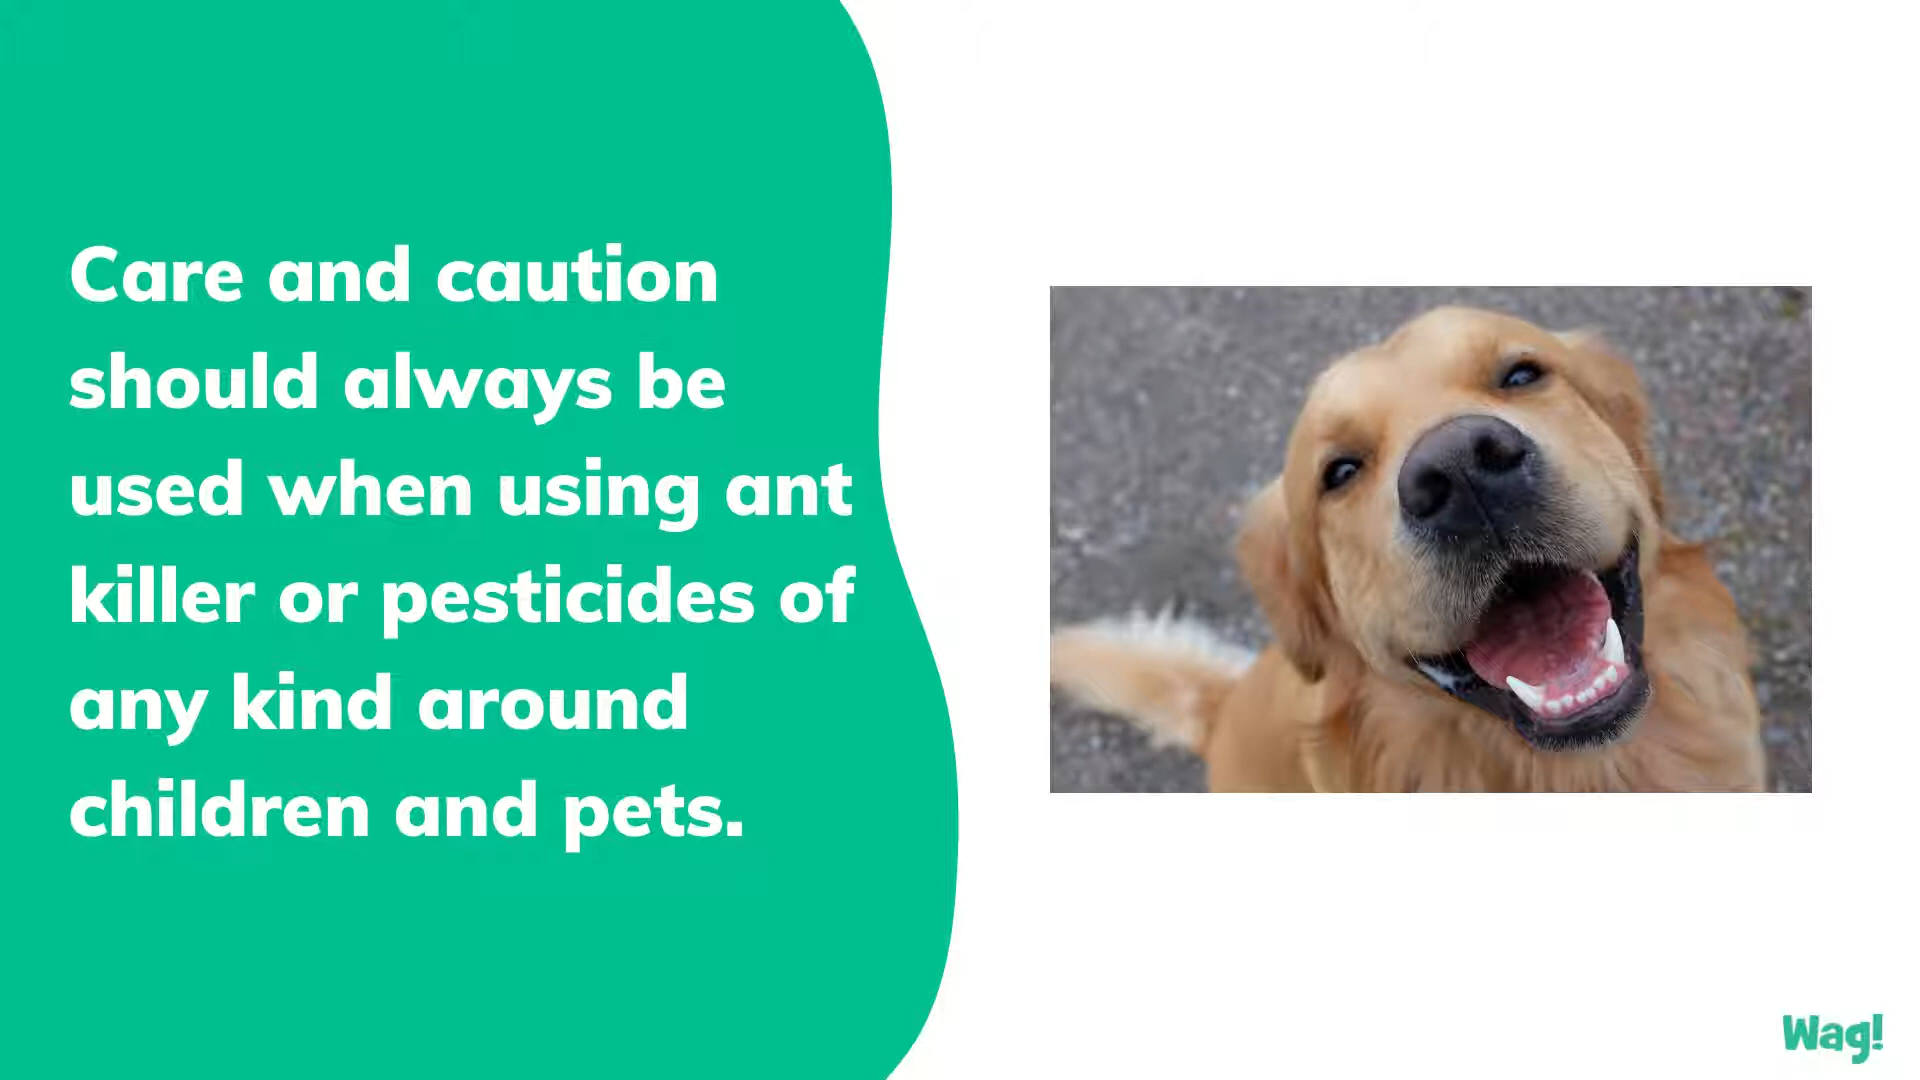 Care and caution
should always be
used when using ant
killer or pesticides of
any kind around
children and pets.
Wag!